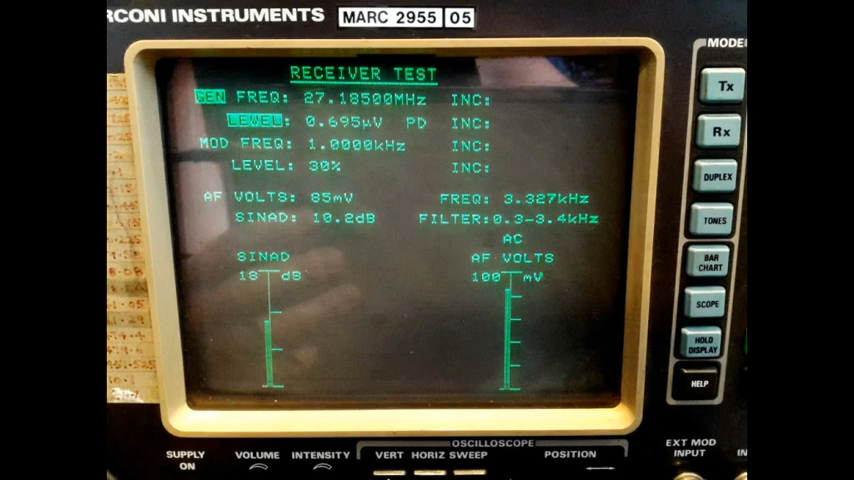 RCONI INSTRUMENTS MARC 2955 05
MODE
RECEIVER TEST
GEN FREQ: 27.18500MHz INC:
LEVEL: 0.695µV PD INC:
MOD FREQ: 1.0000kHz INC:
LEVEL: 30% INC:
AF VOLTS: 85mV FREQ: 3.327kHz
SINAD: 10.2dB FILTER:0.3-3.4kHz
AC
SINAD AF VOLTS
18 dB 100 mV
Tx
Rx
DUPLEX
TONES
BAR CHART
SCOPE
HOLD DISPLAY
HELP
OSCILLOSCOPE
SUPPLY ON
VOLUME
INTENSITY
VERT HORIZ SWEEP
POSITION
EXT MOD INPUT
IN